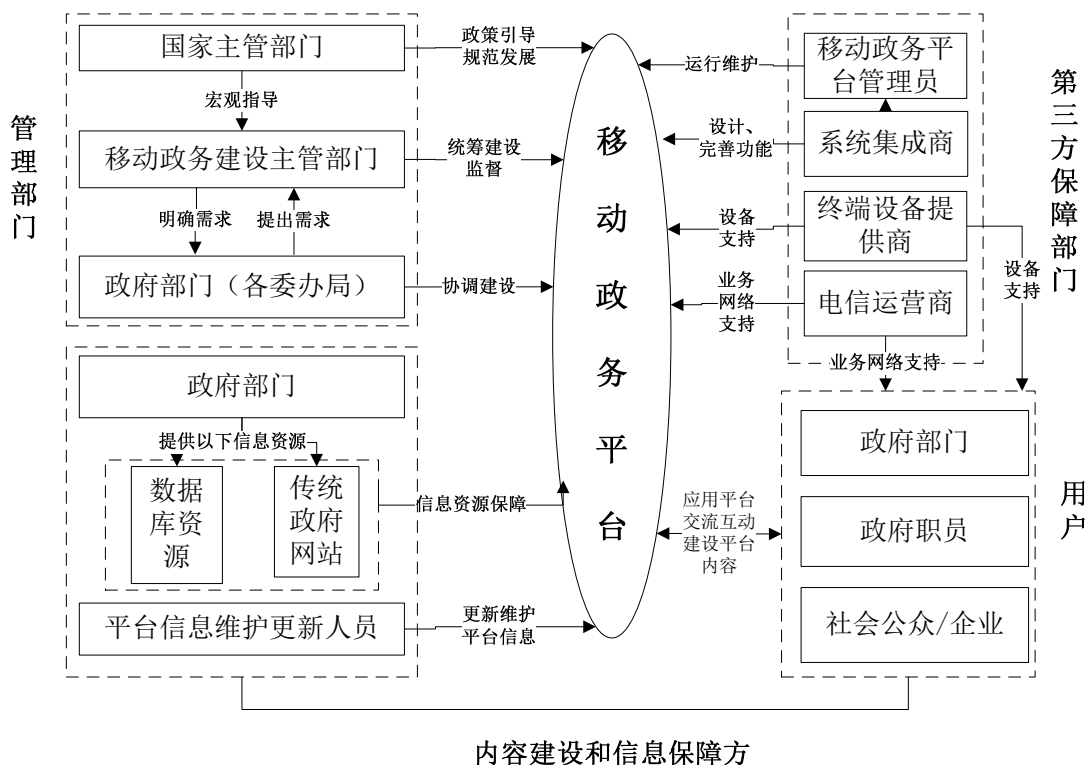 管理部门
国家主管部门
宏观指导
移动政务建设主管部门
明确需求
提出需求
政府部门（各委办局）
政策引导
规范发展
统筹建设
监督
协调建设
移动政务平台
运行维护
设计、
完善功能
设备
支持
业务
网络
支持
移动政务平
台管理员
系统集成商
终端设备提
供商
电信运营商
第三方保障部门
设备
支持
业务网络支持
政府部门
提供以下信息资源
数据
库资
源
传统
政府
网站
信息资源保障
平台信息维护更新人员
更新维护
平台信息
应用平台
交流互动
建设平台
内容
政府部门
政府职员
社会公众/企业
用户
内容建设和信息保障方